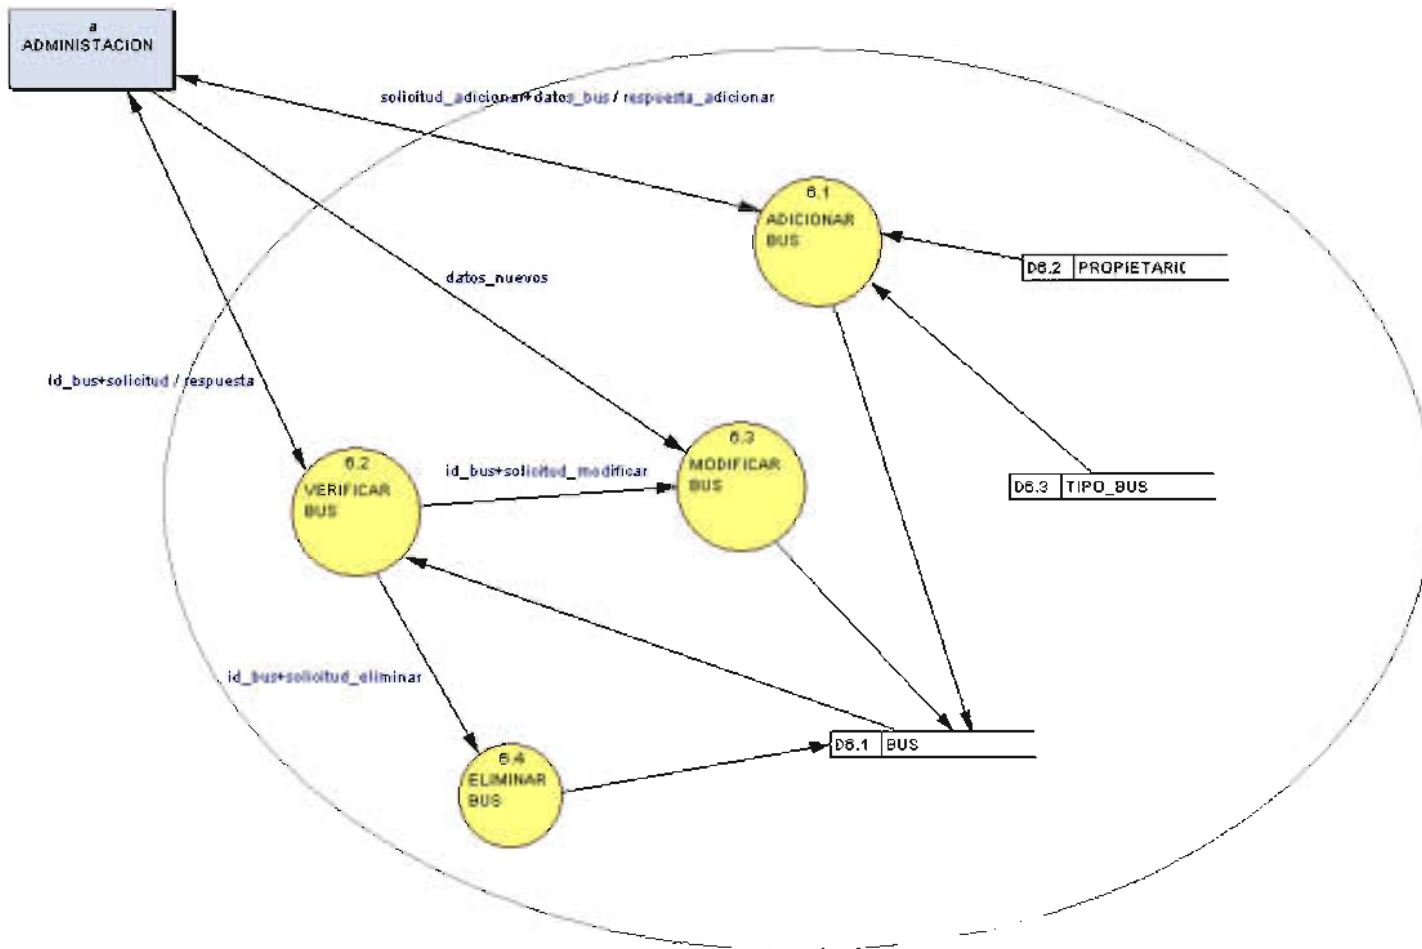 a
ADMINISTACION
solicitud_adicionar+datos_bus / respuesta_adicionar
6.1
ADICIONAR
BUS
D6.2 PROPIETARIC
datos_nuevos
id_bus+solicitud / respuesta
6.2
VERIFICAR
BUS
id_bus+solicitud_modificar
6.3
MODIFICAR
BUS
D6.3 TIPO_BUS
id_bus+solicitud_eliminar
6.4
ELIMINAR
BUS
D6.1 BUS